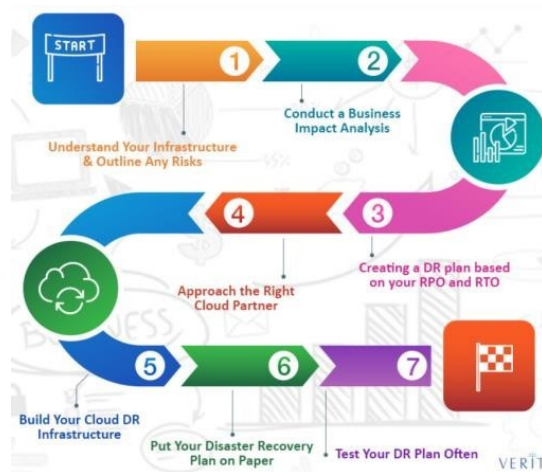 START
1
2
Understand Your Infrastructure
& Outline Any Risks
Conduct a Business
Impact Analysis
4
3
Approach the Right
Cloud Partner
Creating a DR plan based
on your RPO and RTO
BUSINESS
5
6
7
Build Your Cloud DR
Infrastructure
Put Your Disaster Recovery
Plan on Paper
Test Your DR Plan Often
VERIT